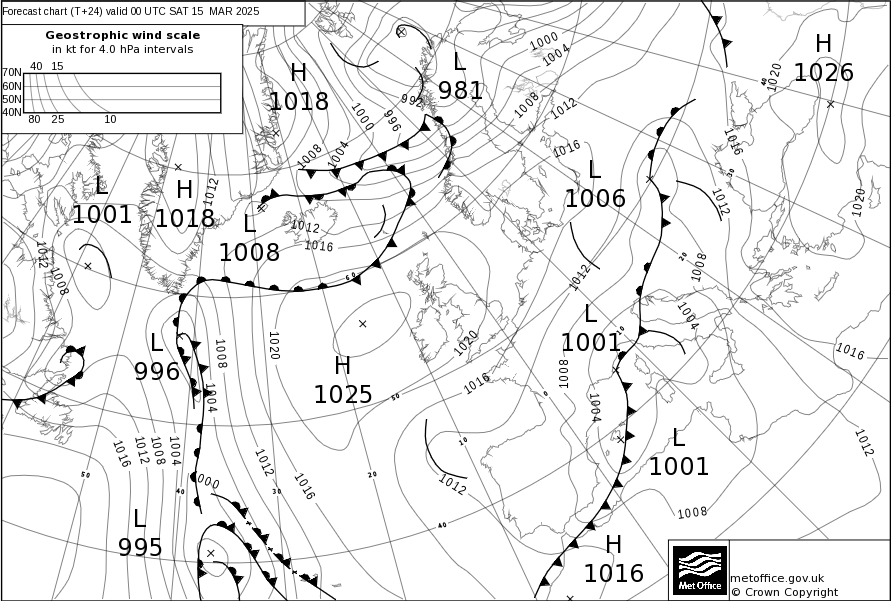 Forecast chart (T+24) valid 00 UTC SAT 15 MAR 2025
Geostrophic wind scale
in kt for 4.0 hPa intervals
40 15
70N
60N
50N
40N
80 25 10
H
1018
L
981
H
1026
L
1001
H
1018
L
1008
L
1006
L
996
H
1025
L
1001
L
1001
L
995
H
1016
1000
1004
1008
1012
1016
992
996
1000
1004
1008
1012
1016
1020
1020
1012
1012
1016
1012
1008
1008
1004
1020
1016
1012
1008
1004
1016
1020
1016
1012
1008
1004
1012
1008
1016
1012
1008
1004
1012
1016
1012
1008
000
60
50
50
40
30
20
10
0
10
20
30
40
40
Met Office
metoffice.gov.uk
© Crown Copyright